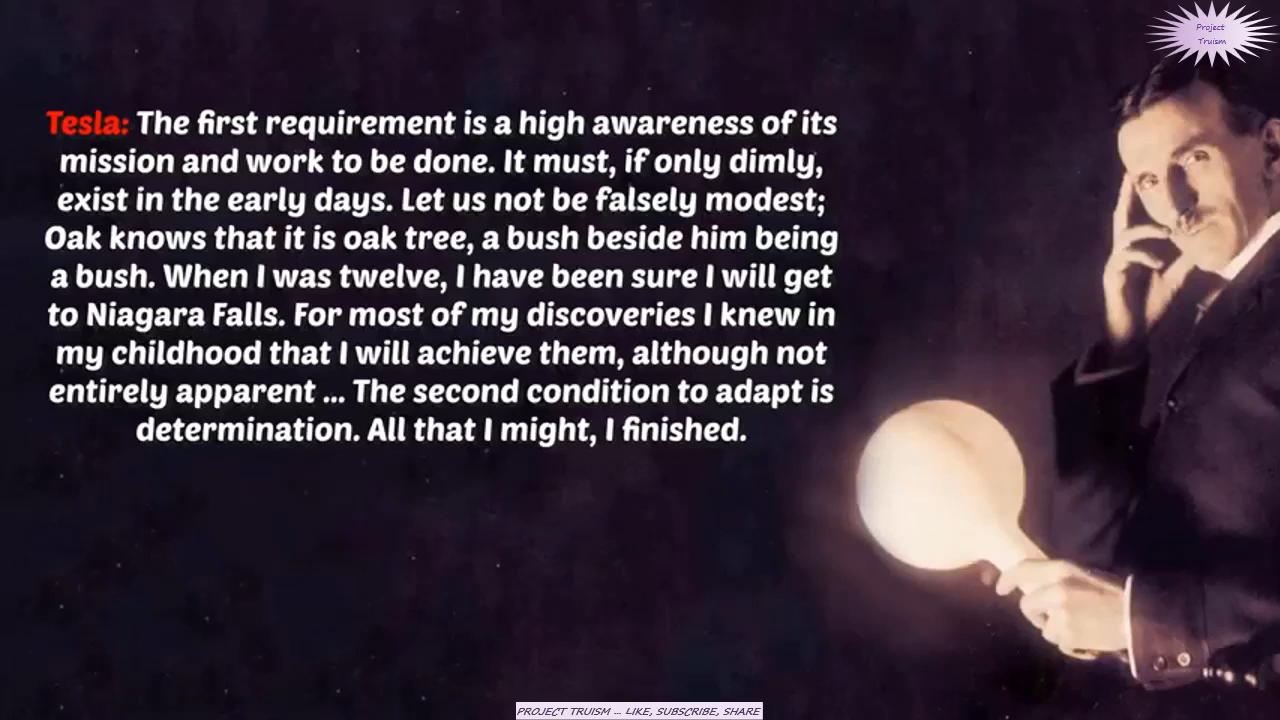 Project
Truism
Tesla: The first requirement is a high awareness of its
mission and work to be done. It must, if only dimly,
exist in the early days. Let us not be falsely modest;
Oak knows that it is oak tree, a bush beside him being
a bush. When I was twelve, I have been sure I will get
to Niagara Falls. For most of my discoveries I knew in
my childhood that I will achieve them, although not
entirely apparent ... The second condition to adapt is
determination. All that I might, I finished.
PROJECT TRUISM ... LIKE, SUBSCRIBE, SHARE